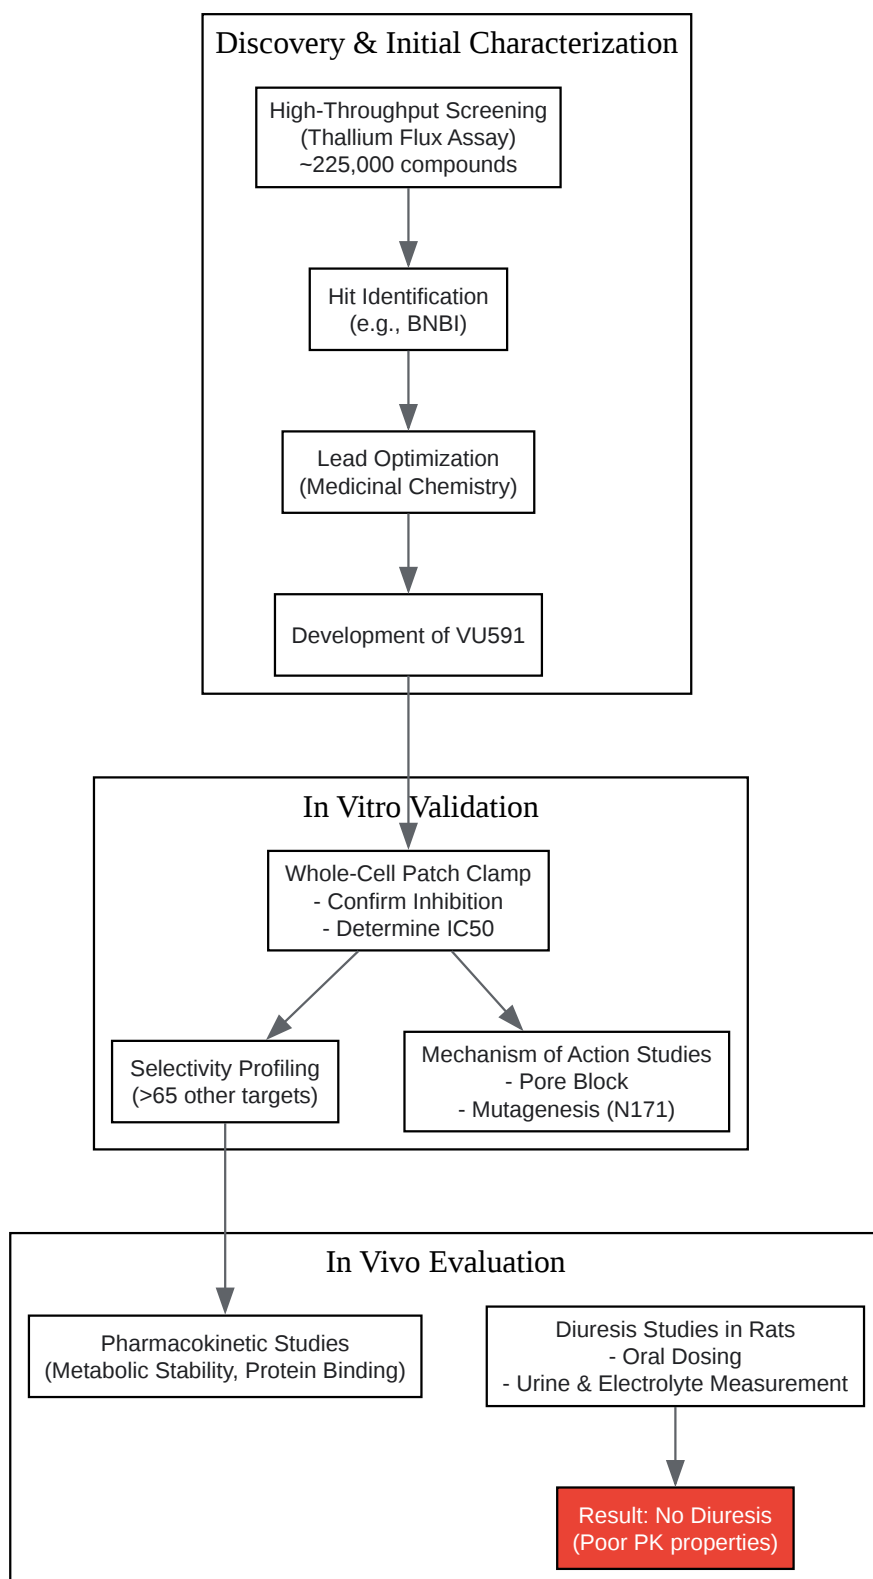 Discovery & Initial Characterization
High-Throughput Screening
(Thallium Flux Assay)
~225,000 compounds
Hit Identification
(e.g., BNBI)
Lead Optimization
(Medicinal Chemistry)
Development of VU591
In Vitro Validation
Whole-Cell Patch Clamp
- Confirm Inhibition
- Determine IC50
Selectivity Profiling
(>65 other targets)
Mechanism of Action Studies
- Pore Block
- Mutagenesis (N171)
In Vivo Evaluation
Pharmacokinetic Studies
(Metabolic Stability, Protein Binding)
Diuresis Studies in Rats
- Oral Dosing
- Urine & Electrolyte Measurement
Result: No Diuresis
(Poor PK properties)